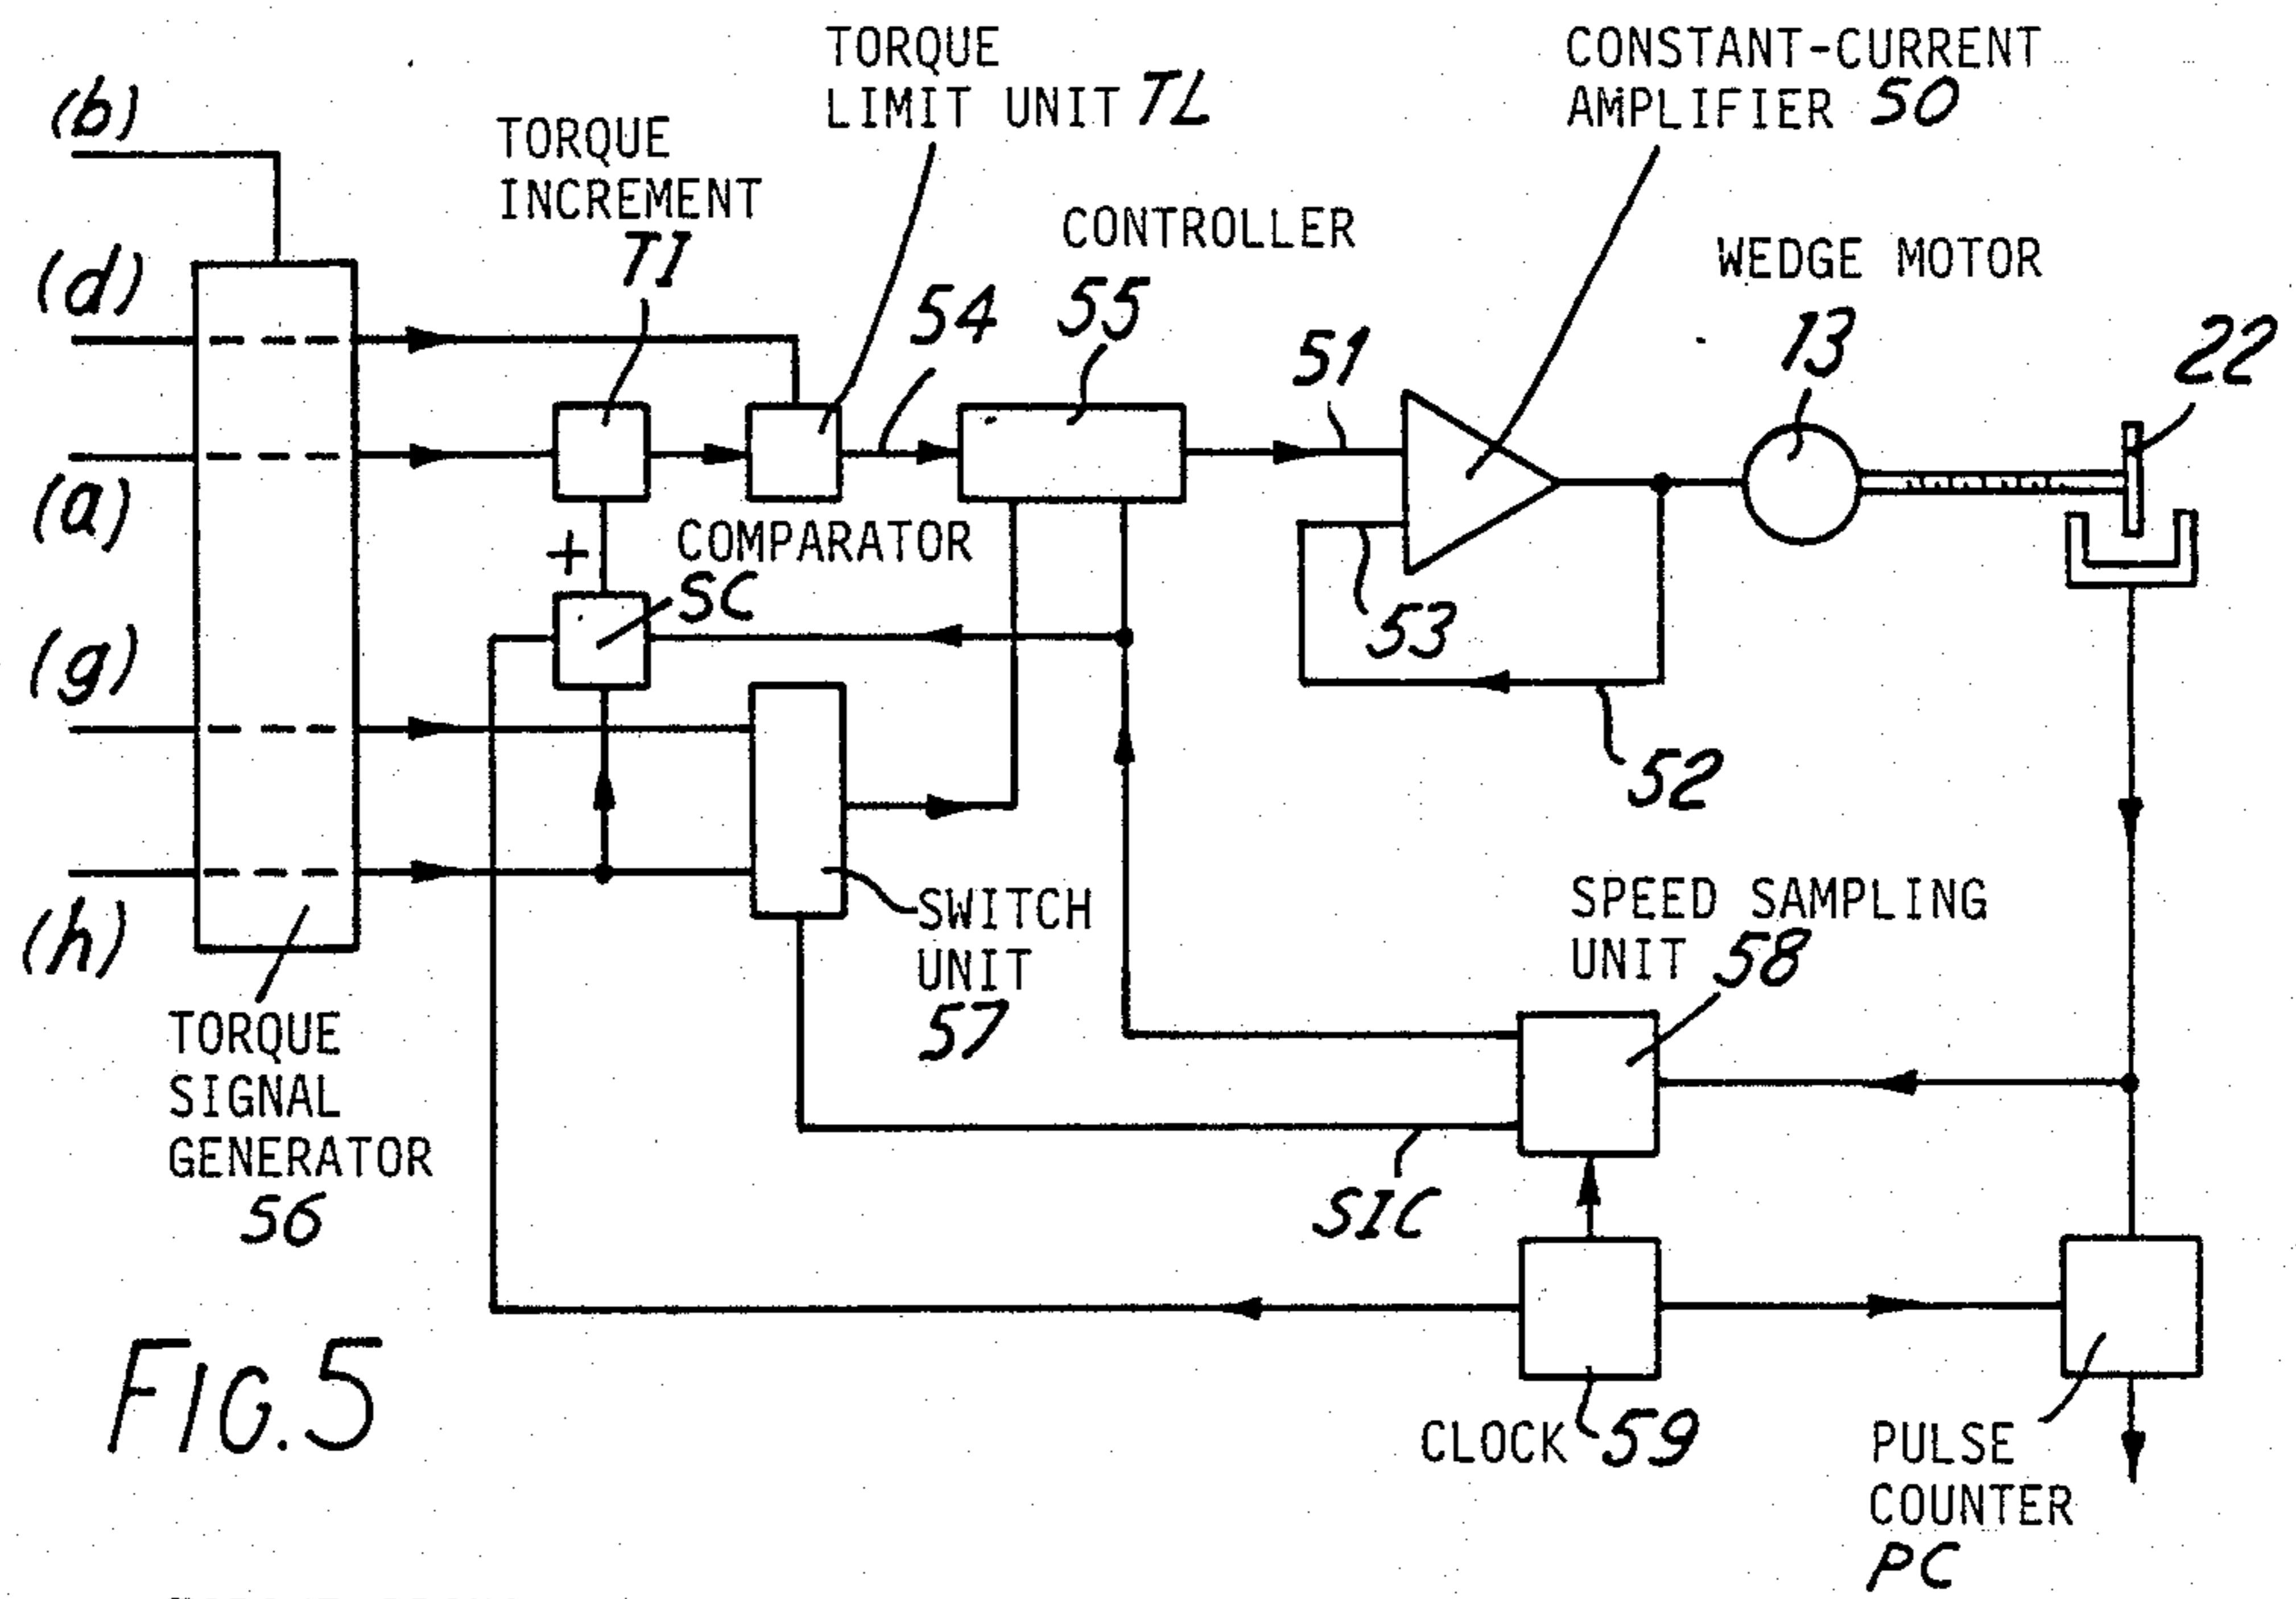 TORQUE
LIMIT UNIT TL
CONSTANT-CURRENT
AMPLIFIER 50
(b)
TORQUE
INCREMENT
TI
CONTROLLER
55
WEDGE MOTOR
13
(d)
54
51
22
(a)
+
COMPARATOR
SC
53
(g)
52
(h)
SWITCH
UNIT
57
SPEED SAMPLING
UNIT 58
TORQUE
SIGNAL
GENERATOR
56
SIC
FIG. 5
CLOCK 59
PULSE
COUNTER
PC